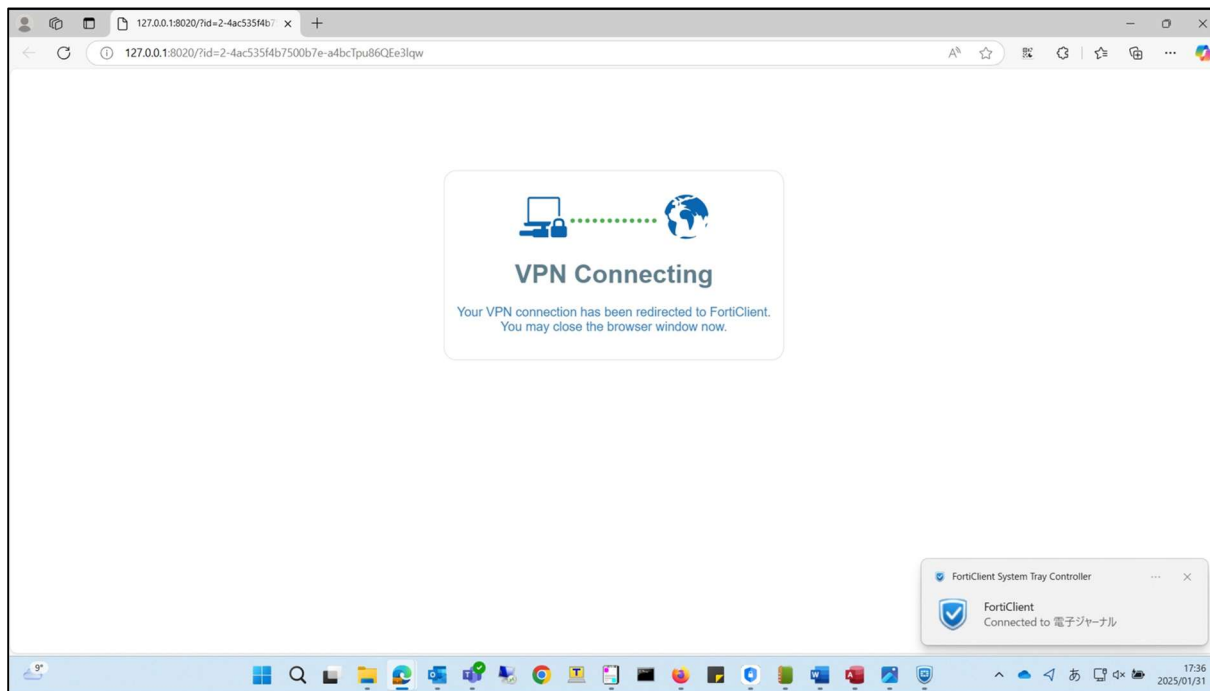 127.0.0.1:8020/?id=2-4ac535f4b7
127.0.0.1:8020/?id=2-4ac535f4b7500b7e-a4bcTpu86QEe3lqw
VPN Connecting
Your VPN connection has been redirected to FortiClient.
You may close the browser window now.
FortiClient System Tray Controller
FortiClient
Connected to 電子ジャーナル
9°
あ
17:36
2025/01/31